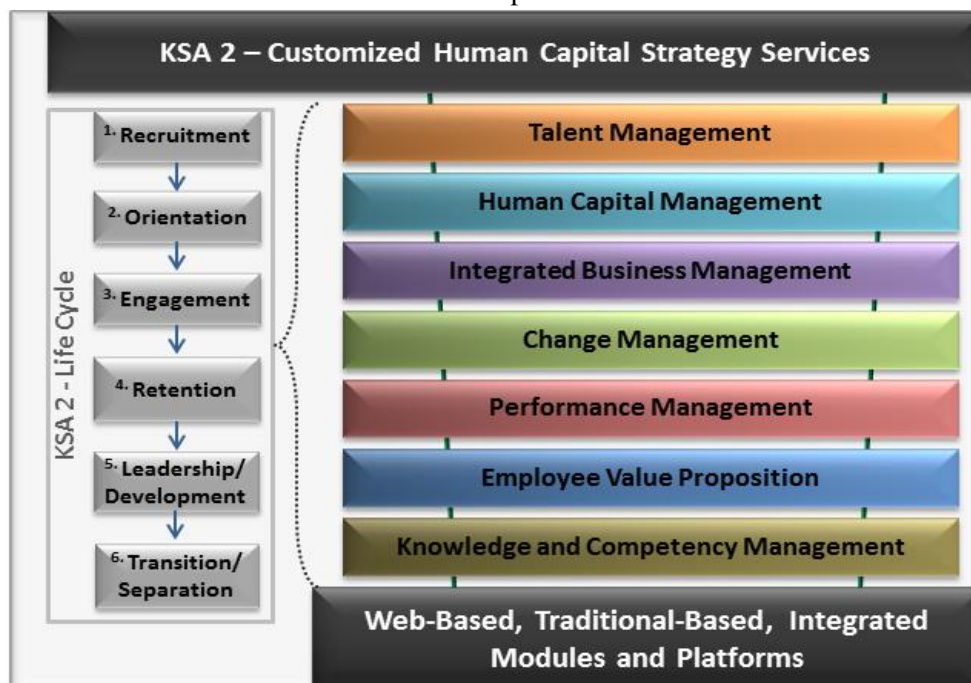 KSA 2 – Customized Human Capital Strategy Services
KSA 2 - Life Cycle
1. Recruitment
2. Orientation
3. Engagement
4. Retention
5. Leadership/
Development
6. Transition/
Separation
Talent Management
Human Capital Management
Integrated Business Management
Change Management
Performance Management
Employee Value Proposition
Knowledge and Competency Management
Web-Based, Traditional-Based, Integrated
Modules and Platforms